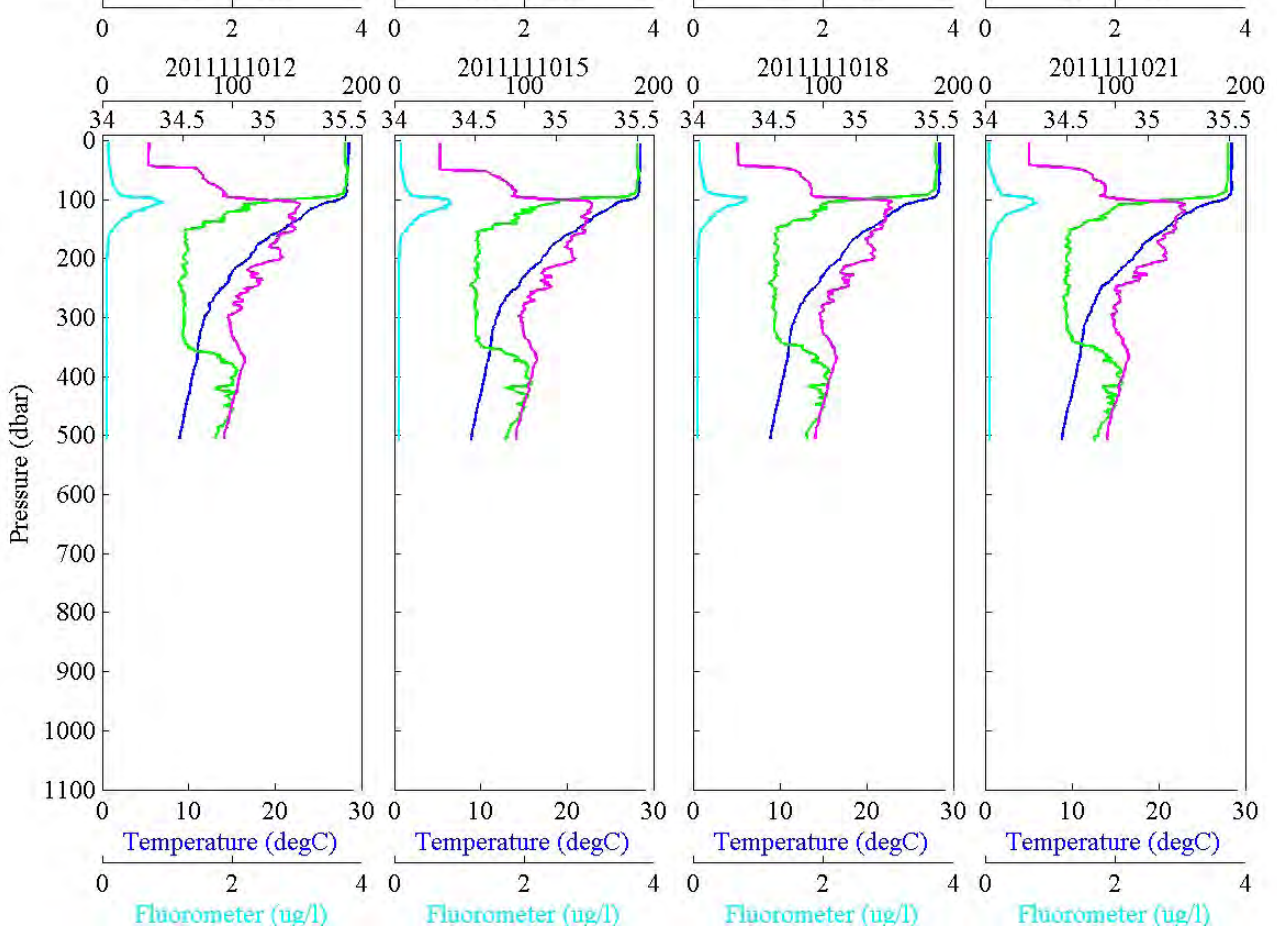 0 2 4 0 2 4 0 2 4 0 2 4
2011111012 2011111015 2011111018 2011111021
0 100 200 0 100 200 0 100 200 0 100 200
34 34.5 35 35.5 34 34.5 35 35.5 34 34.5 35 35.5 34 34.5 35 35.5
0
100
200
300
400
500
600
700
800
900
1000
1100
Pressure (dbar)
0 10 20 30 0 10 20 30 0 10 20 30 0 10 20 30
Temperature (degC) Temperature (degC) Temperature (degC) Temperature (degC)
0 2 4 0 2 4 0 2 4 0 2 4
Fluorometer (ug/l) Fluorometer (ug/l) Fluorometer (ug/l) Fluorometer (ug/l)